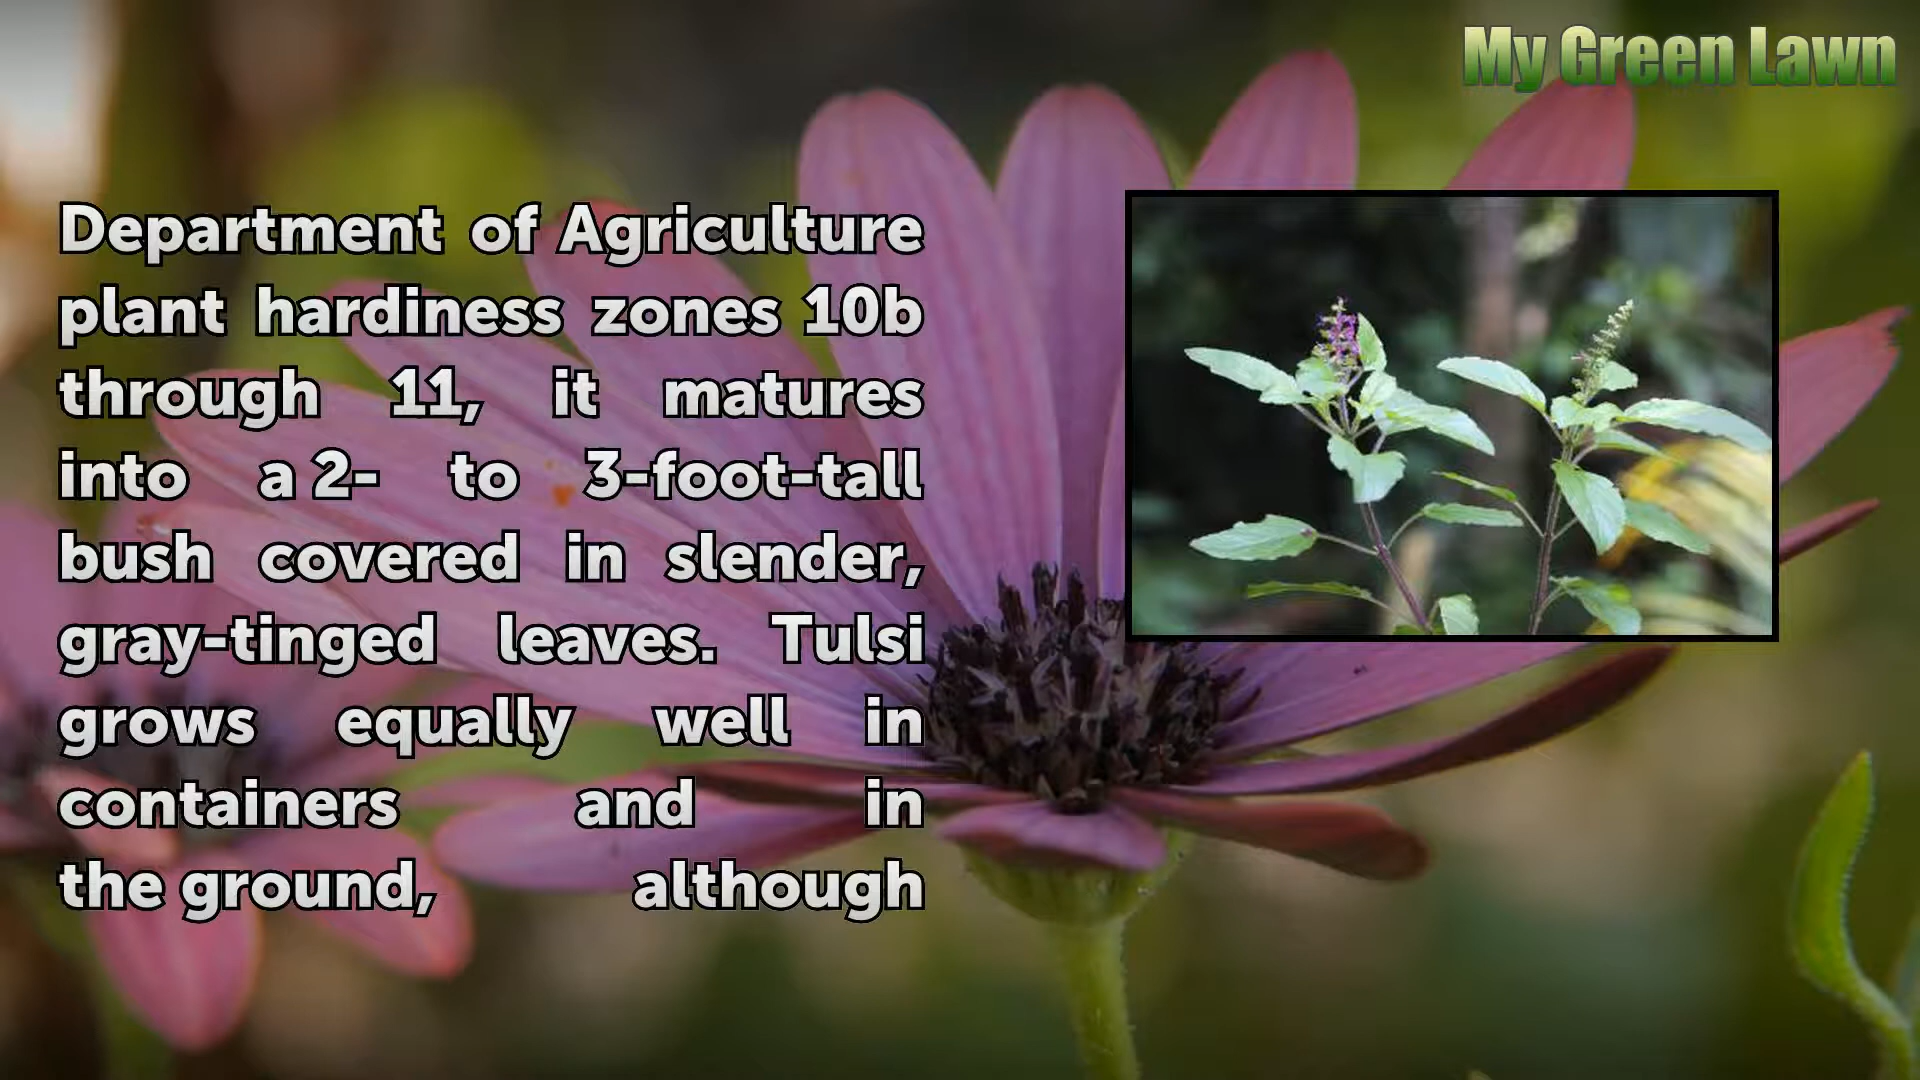 My Green Lawn
Department of Agriculture
plant hardiness zones 10b
through 11, it matures
into a 2- to 3-foot-tall
bush covered in slender,
gray-tinged leaves. Tulsi
grows equally well in
containers and in
the ground, although